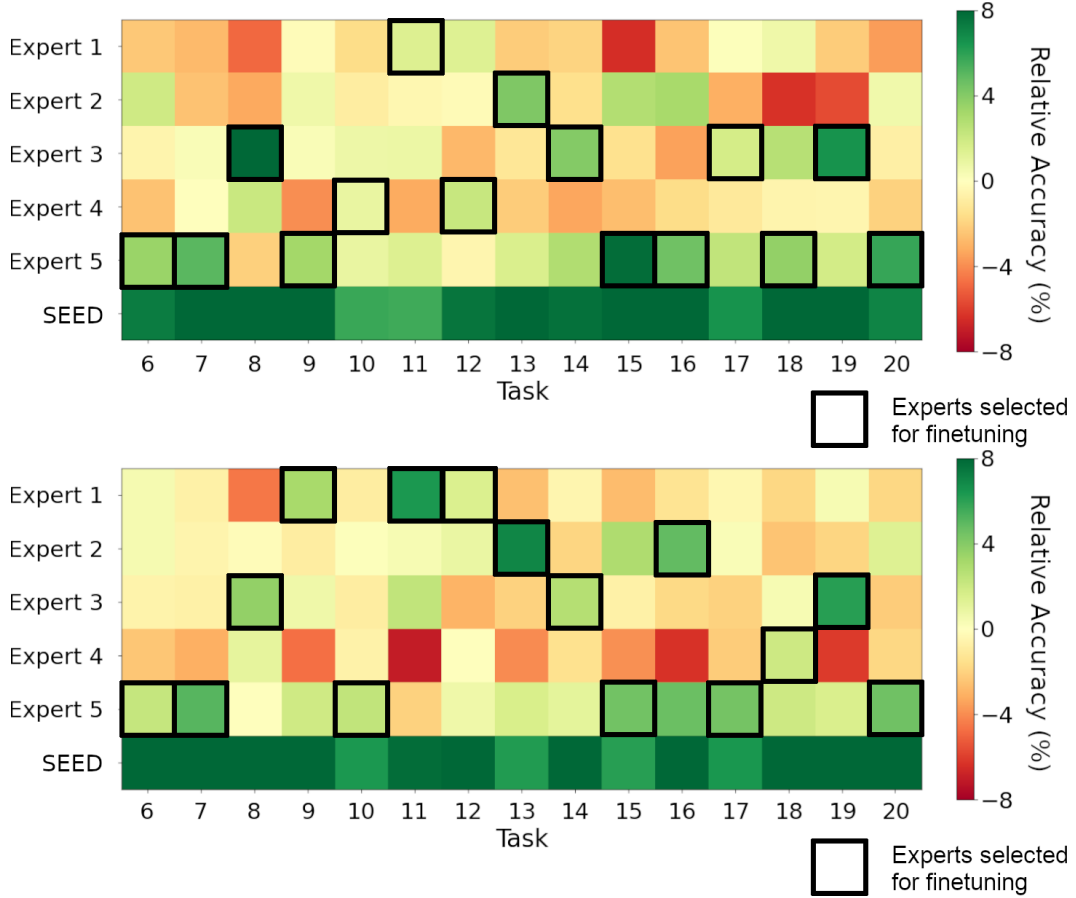 Expert 1
Expert 2
Expert 3
Expert 4
Expert 5
SEED
6 7 8 9 10 11 12 13 14 15 16 17 18 19 20
Task
8
4
0
−4
−8
Relative Accuracy (%)
Experts selected
for finetuning
Expert 1
Expert 2
Expert 3
Expert 4
Expert 5
SEED
6 7 8 9 10 11 12 13 14 15 16 17 18 19 20
Task
8
4
0
−4
−8
Relative Accuracy (%)
Experts selected
for finetuning